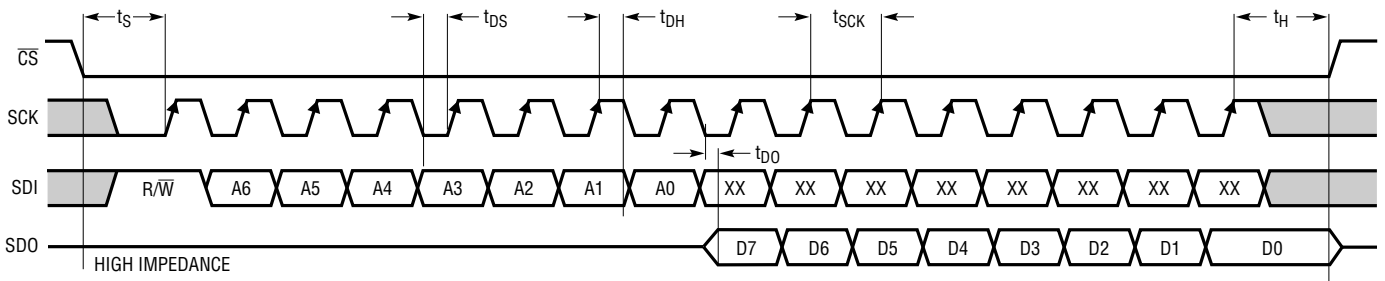 tS tDS tDH tSCK tH
CS
SCK
tDO
SDI R/W A6 A5 A4 A3 A2 A1 A0 XX XX XX XX XX XX XX XX
SDO D7 D6 D5 D4 D3 D2 D1 D0
HIGH IMPEDANCE